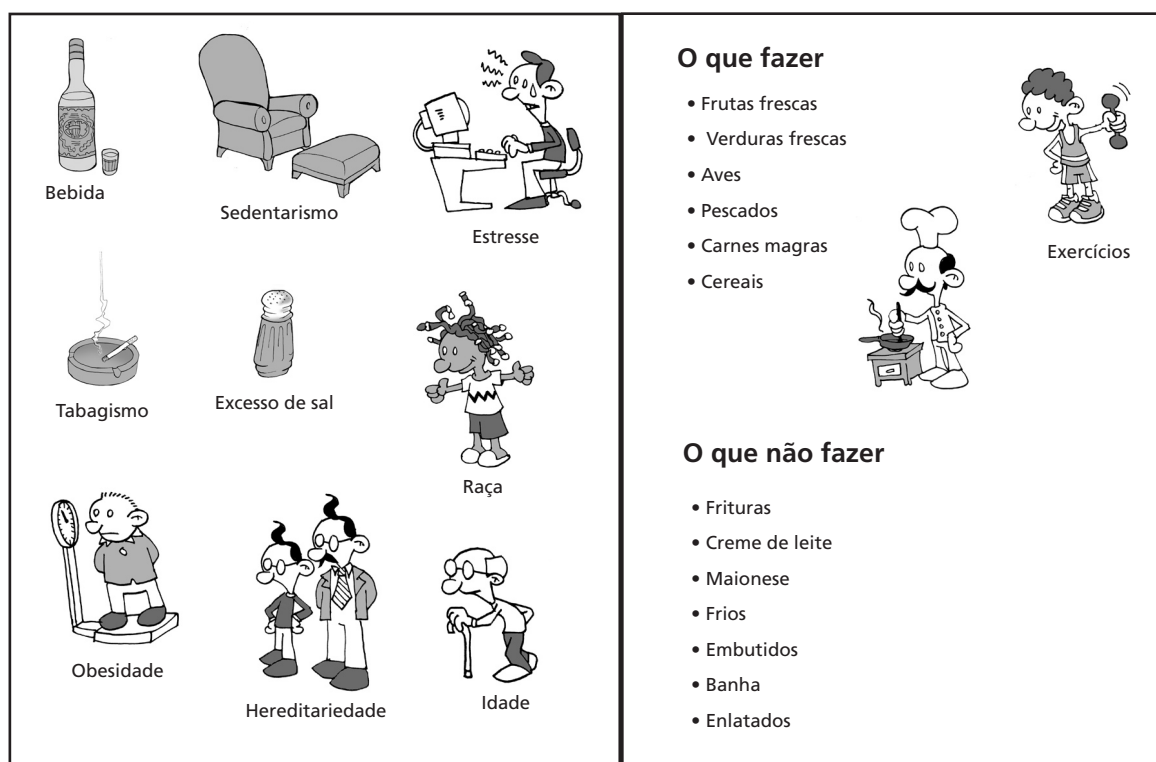 Bebida
Sedentarismo
Estresse
Tabagismo
Excesso de sal
Raça
Obesidade
Hereditariedade
Idade
O que fazer
• Frutas frescas
• Verduras frescas
• Aves
• Pescados
• Carnes magras
• Cereais
Exercícios
O que não fazer
• Frituras
• Creme de leite
• Maionese
• Frios
• Embutidos
• Banha
• Enlatados